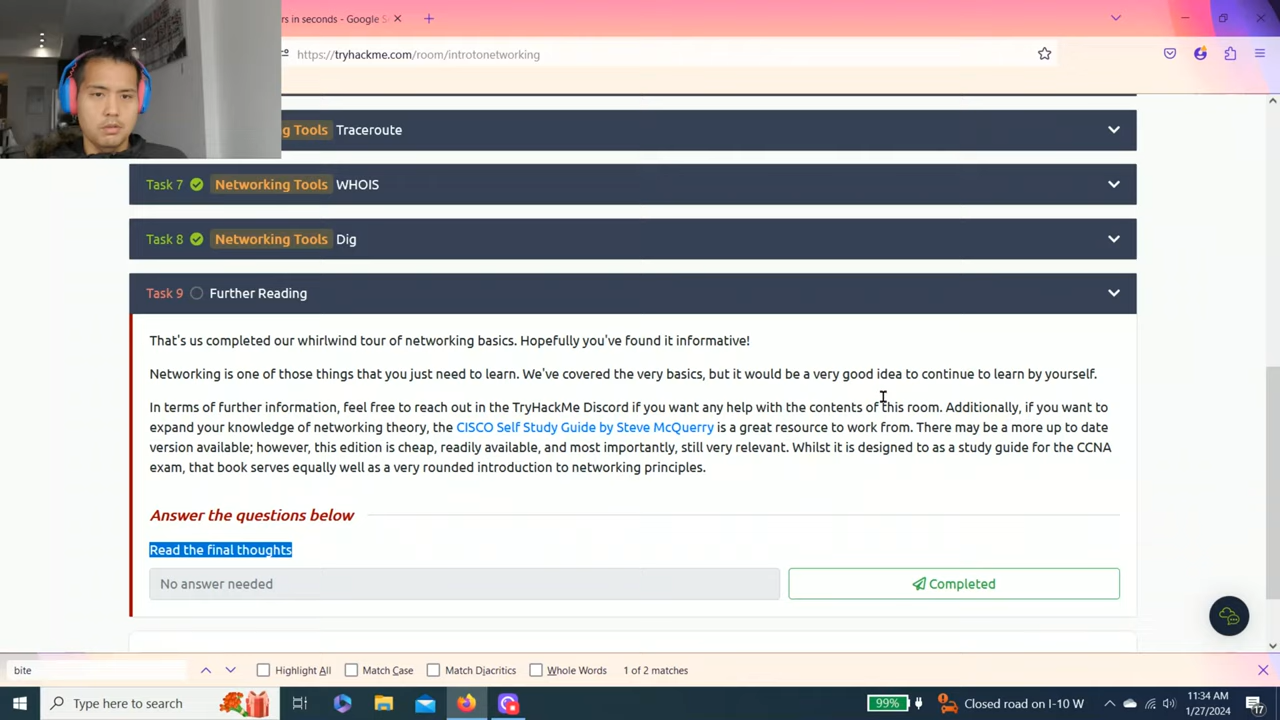 rs in seconds - Google S
https://tryhackme.com/room/introtonetworking
g Tools Traceroute
Task 7 Networking Tools WHOIS
Task 8 Networking Tools Dig
Task 9 Further Reading
That's us completed our whirlwind tour of networking basics. Hopefully you've found it informative!
Networking is one of those things that you just need to learn. We've covered the very basics, but it would be a very good idea to continue to learn by yourself.
In terms of further information, feel free to reach out in the TryHackMe Discord if you want any help with the contents of this room. Additionally, if you want to
expand your knowledge of networking theory, the CISCO Self Study Guide by Steve McQuerry is a great resource to work from. There may be a more up to date
version available; however, this edition is cheap, readily available, and most importantly, still very relevant. Whilst it is designed to as a study guide for the CCNA
exam, that book serves equally well as a very rounded introduction to networking principles.
Answer the questions below
Read the final thoughts
No answer needed
Completed
bite
Highlight All
Match Case
Match Diacritics
Whole Words
1 of 2 matches
Type here to search
99%
Closed road on I-10 W
11:34 AM
1/27/2024
17